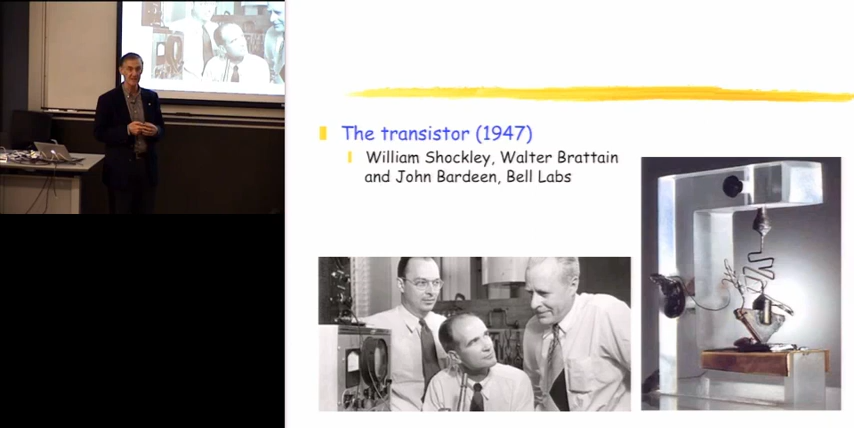 The transistor (1947)
William Shockley, Walter Brattain
and John Bardeen, Bell Labs